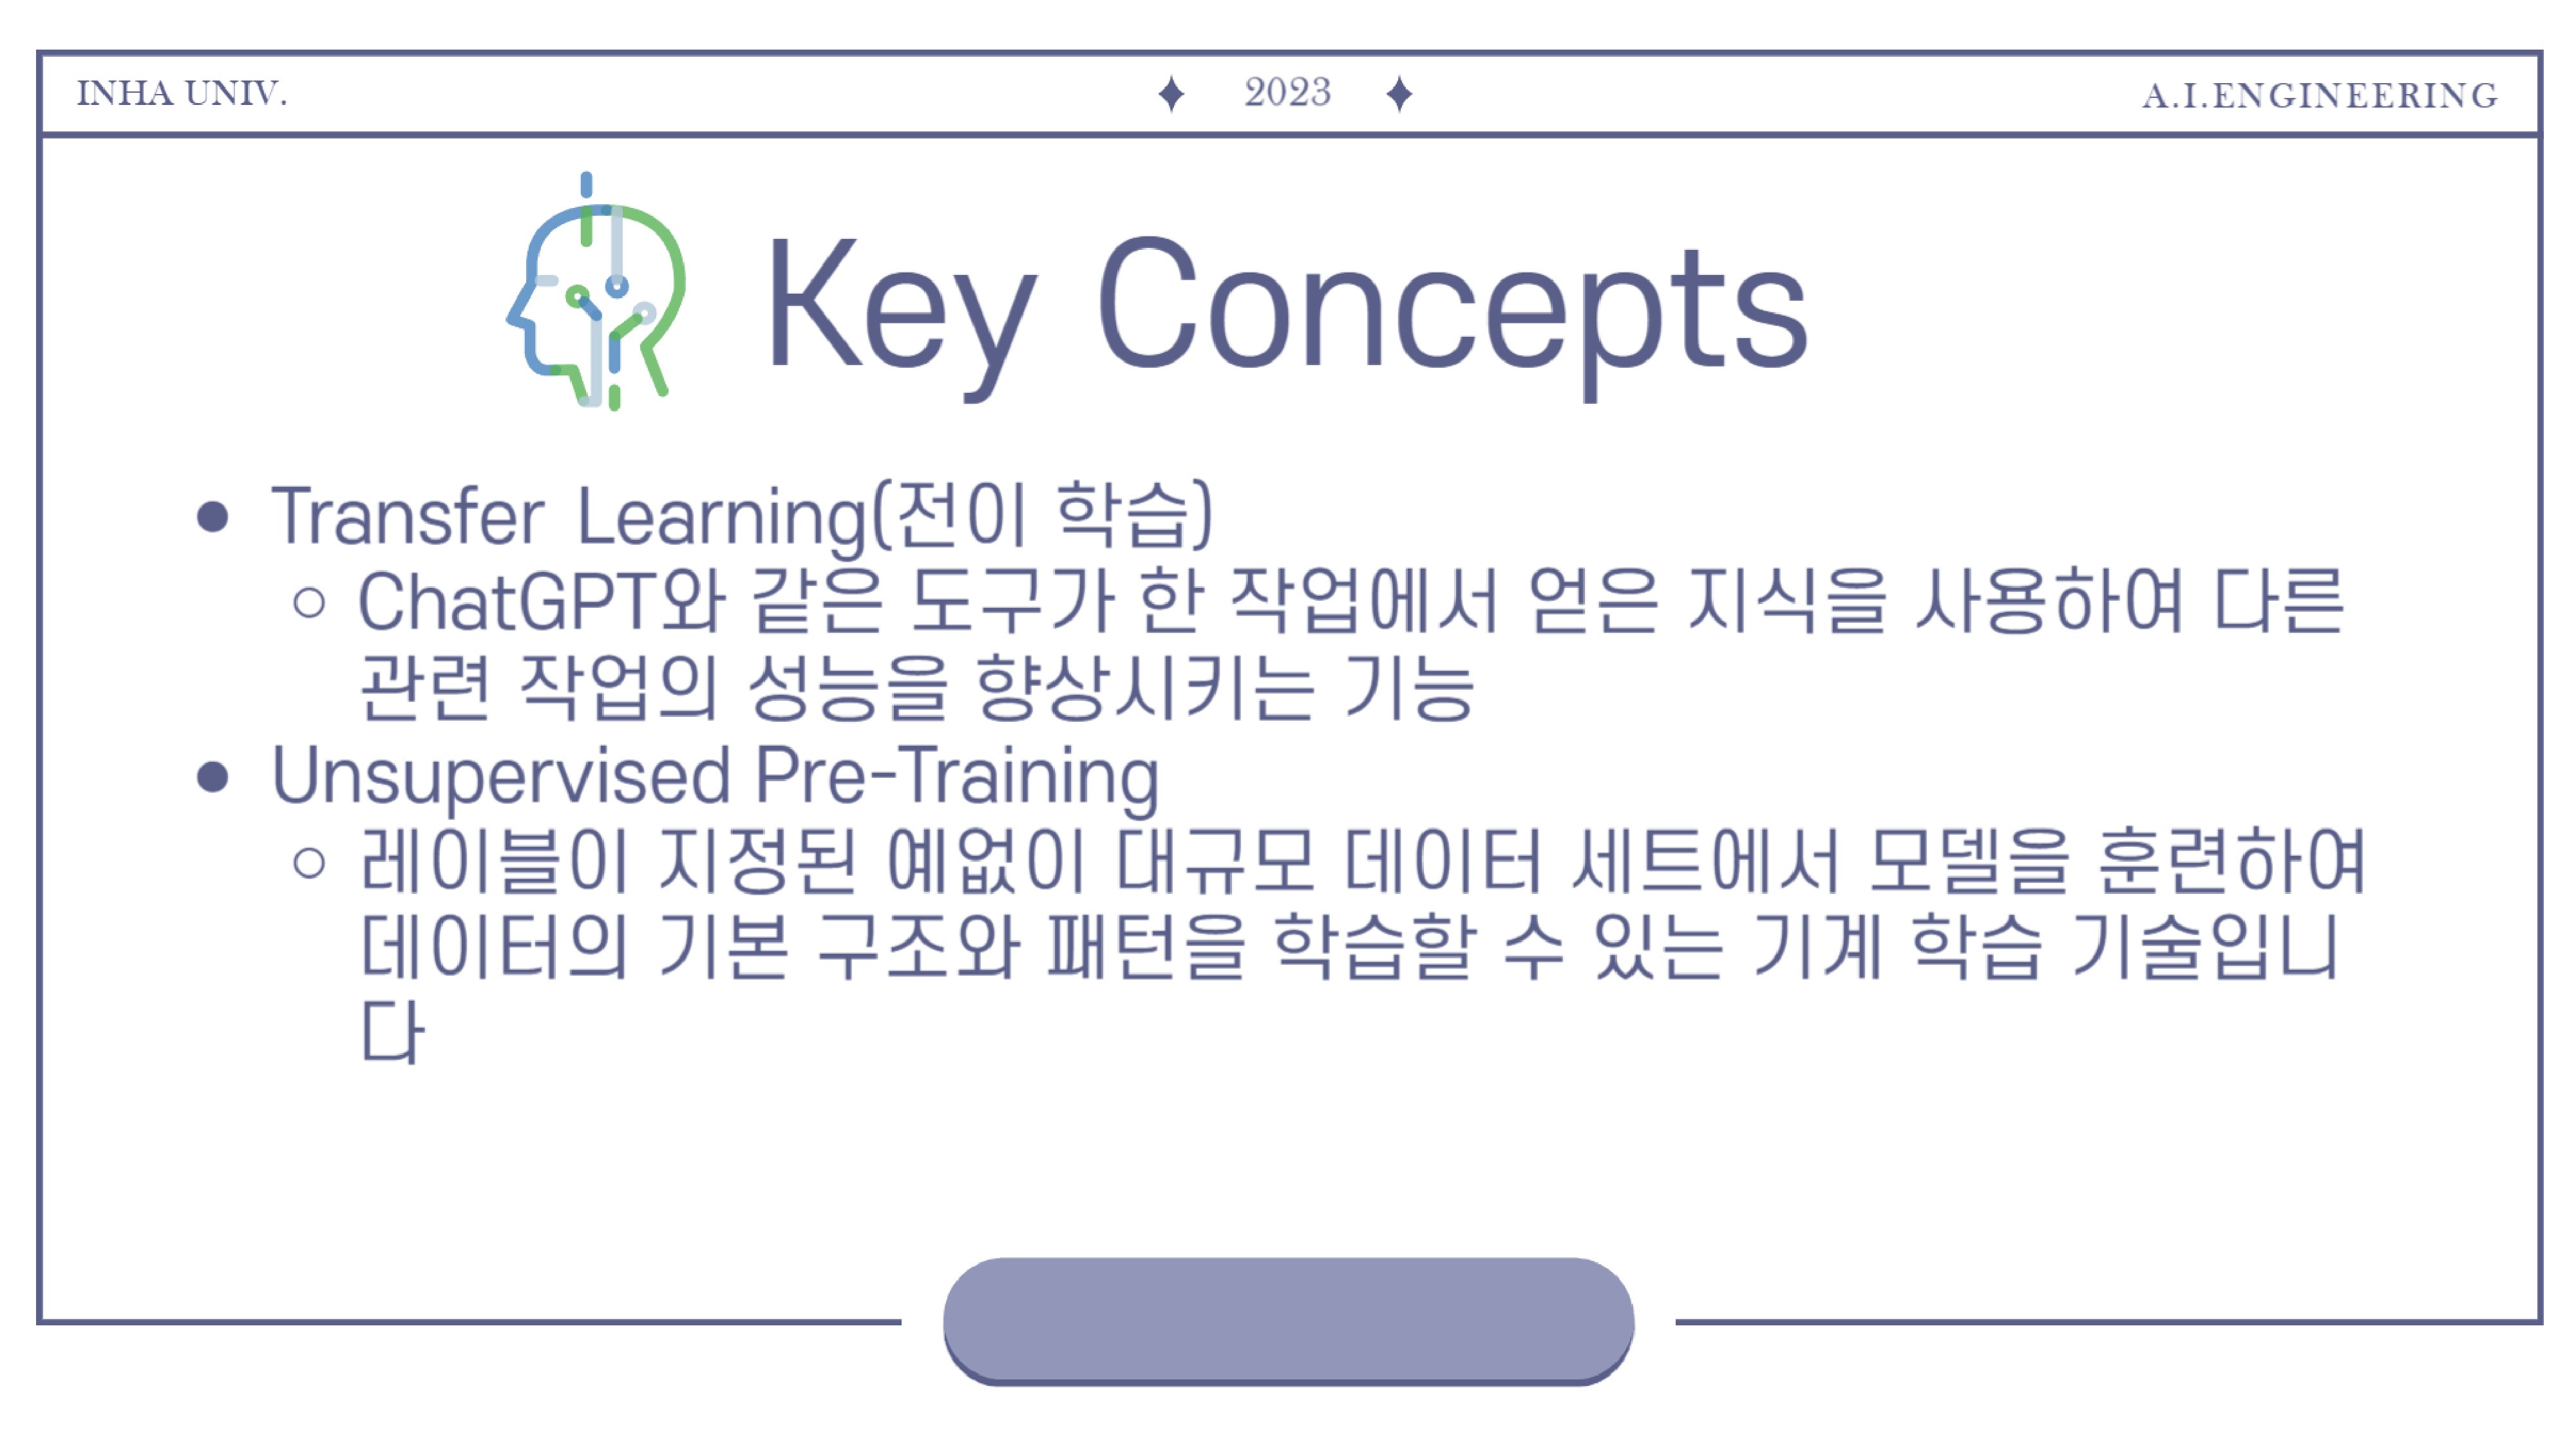 INHA UNIV.
2023
A.I.ENGINEERING
Key Concepts
● Transfer Learning(전이 학습)
○ ChatGPT와 같은 도구가 한 작업에서 얻은 지식을 사용하여 다른
관련 작업의 성능을 향상시키는 기능
● Unsupervised Pre-Training
○ 레이블이 지정된 예없이 대규모 데이터 세트에서 모델을 훈련하여
데이터의 기본 구조와 패턴을 학습할 수 있는 기계 학습 기술입니
다